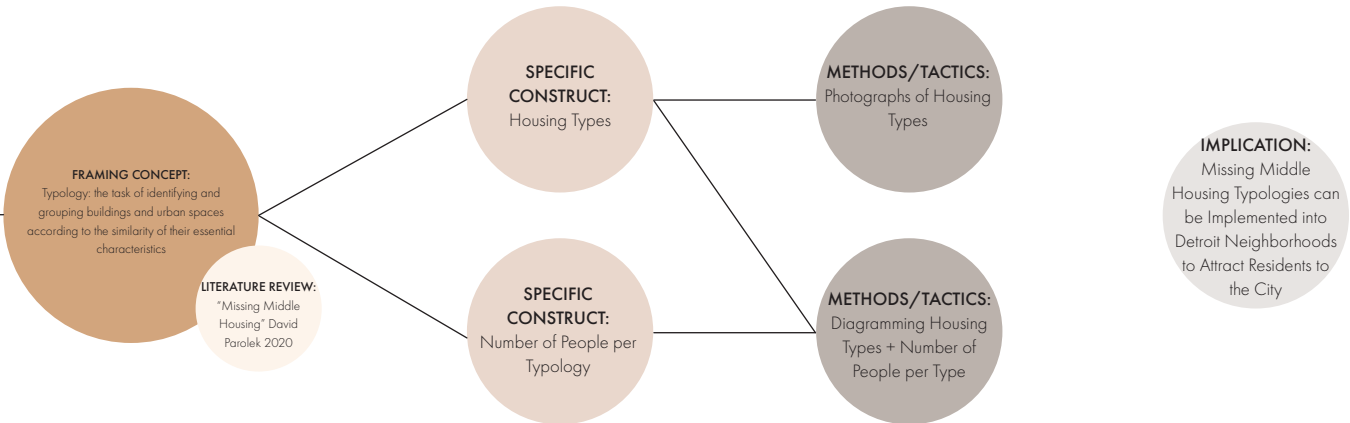 FRAMING CONCEPT:
Typology: the task of identifying and
grouping buildings and urban spaces
according to the similarity of their essential
characteristics
LITERATURE REVIEW:
"Missing Middle
Housing" David
Parolek 2020
SPECIFIC
CONSTRUCT:
Housing Types
SPECIFIC
CONSTRUCT:
Number of People per
Typology
METHODS/TACTICS:
Photographs of Housing
Types
METHODS/TACTICS:
Diagramming Housing
Types + Number of
People per Type
IMPLICATION:
Missing Middle
Housing Typologies can
be Implemented into
Detroit Neighborhoods
to Attract Residents to
the City